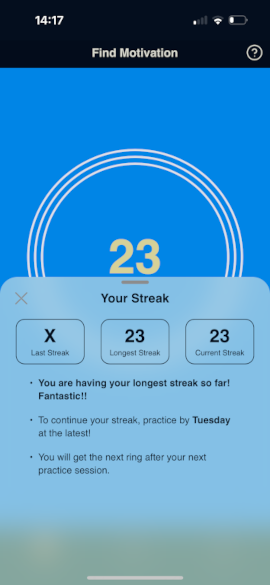 14:17
Find Motivation
?
23
Your Streak
X
Last Streak
23
Longest Streak
23
Current Streak
• You are having your longest streak so far!
Fantastic!!
• To continue your streak, practice by Tuesday
at the latest!
• You will get the next ring after your next
practice session.